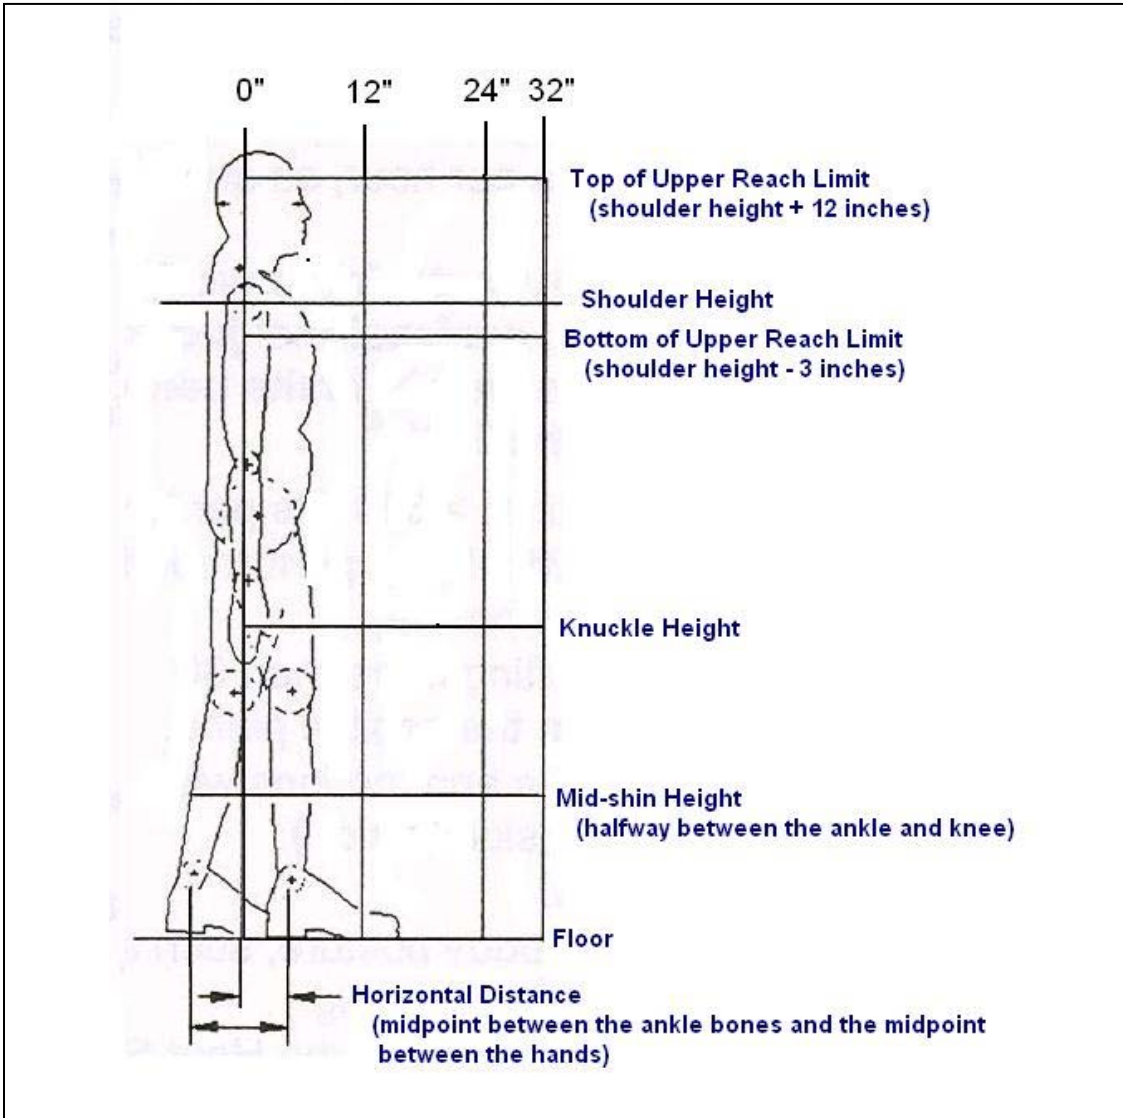 0" 12" 24" 32"
Top of Upper Reach Limit
(shoulder height + 12 inches)
Shoulder Height
Bottom of Upper Reach Limit
(shoulder height - 3 inches)
Knuckle Height
Mid-shin Height
(halfway between the ankle and knee)
Floor
Horizontal Distance
(midpoint between the ankle bones and the midpoint
between the hands)